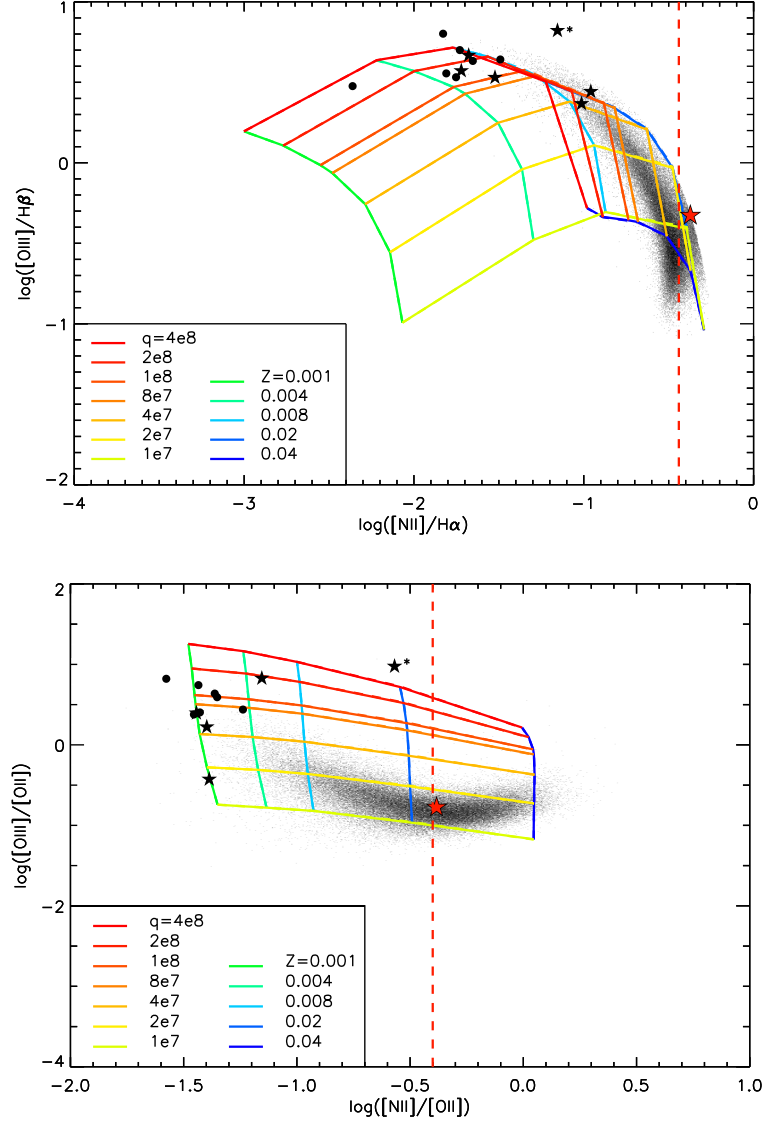 1
0
−1
−2
log([OIII]/Hβ)
*
q=4e8
2e8
1e8 Z=0.001
8e7 0.004
4e7 0.008
2e7 0.02
1e7 0.04
−4 −3 −2 −1 0
log([NII]/Hα)
2
0
−2
−4
log([OIII]/[OII])
*
q=4e8
2e8
1e8 Z=0.001
8e7 0.004
4e7 0.008
2e7 0.02
1e7 0.04
−2.0 −1.5 −1.0 −0.5 0.0 0.5 1.0
log([NII]/[OII])